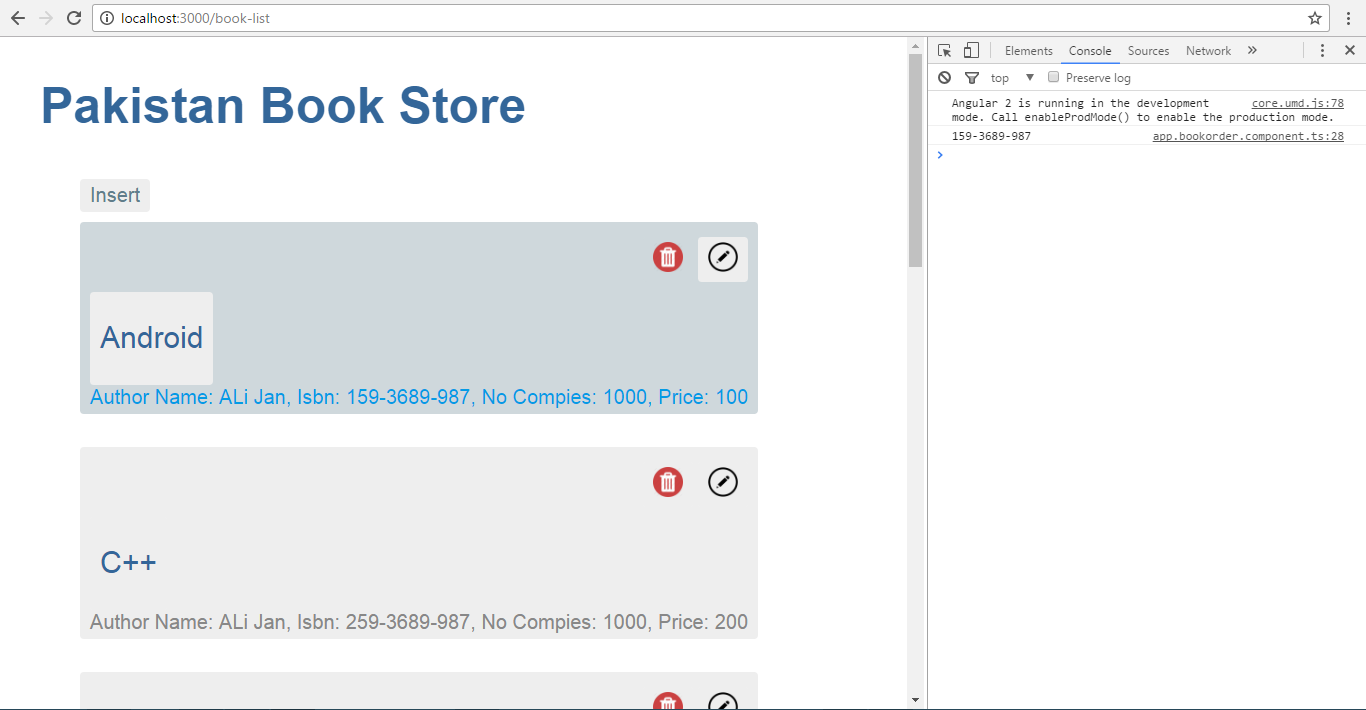 localhost:3000/book-list
Pakistan Book Store
Insert
Android
Author Name: ALi Jan, Isbn: 159-3689-987, No Compies: 1000, Price: 100
C++
Author Name: ALi Jan, Isbn: 259-3689-987, No Compies: 1000, Price: 200
Elements Console Sources Network »
top ▼ Preserve log
Angular 2 is running in the development core.umd.js:78
mode. Call enableProdMode() to enable the production mode.
159-3689-987 app.bookorder.component.ts:28